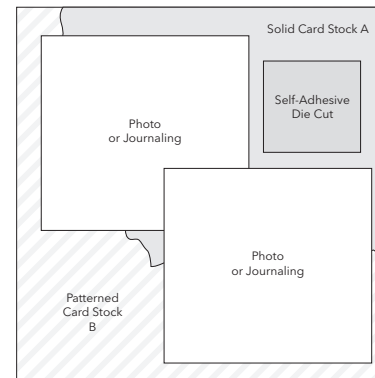 Solid Card Stock A
Self-Adhesive
Die Cut
Photo
or Journaling
Photo
or Journaling
Patterned
Card Stock
B